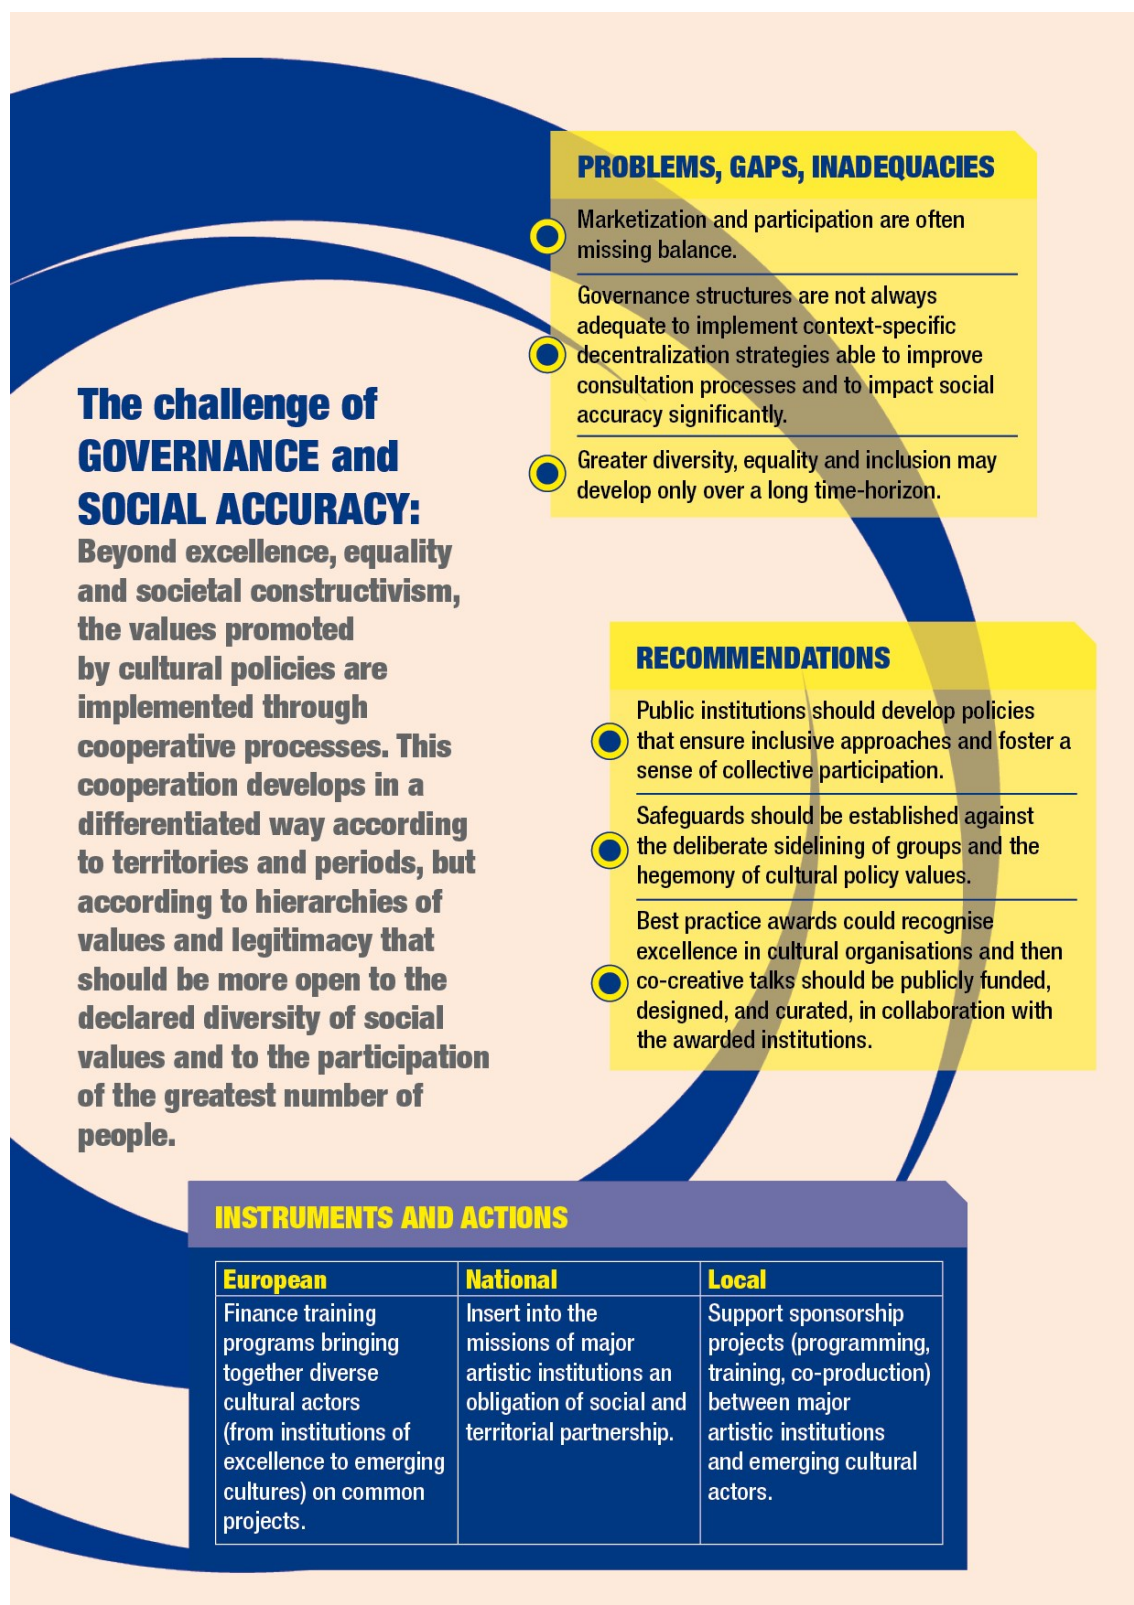 The challenge of
GOVERNANCE and
SOCIAL ACCURACY:
Beyond excellence, equality
and societal constructivism,
the values promoted
by cultural policies are
implemented through
cooperative processes. This
cooperation develops in a
differentiated way according
to territories and periods, but
according to hierarchies of
values and legitimacy that
should be more open to the
declared diversity of social
values and to the participation
of the greatest number of
people.
PROBLEMS, GAPS, INADEQUACIES
Marketization and participation are often
missing balance.
Governance structures are not always
adequate to implement context-specific
decentralization strategies able to improve
consultation processes and to impact social
accuracy significantly.
Greater diversity, equality and inclusion may
develop only over a long time-horizon.
RECOMMENDATIONS
Public institutions should develop policies
that ensure inclusive approaches and foster a
sense of collective participation.
Safeguards should be established against
the deliberate sidelining of groups and the
hegemony of cultural policy values.
Best practice awards could recognise
excellence in cultural organisations and then
co-creative talks should be publicly funded,
designed, and curated, in collaboration with
the awarded institutions.
INSTRUMENTS AND ACTIONS
European
Finance training
programs bringing
together diverse
cultural actors
(from institutions of
excellence to emerging
cultures) on common
projects.
National
Insert into the
missions of major
artistic institutions an
obligation of social and
territorial partnership.
Local
Support sponsorship
projects (programming,
training, co-production)
between major
artistic institutions
and emerging cultural
actors.